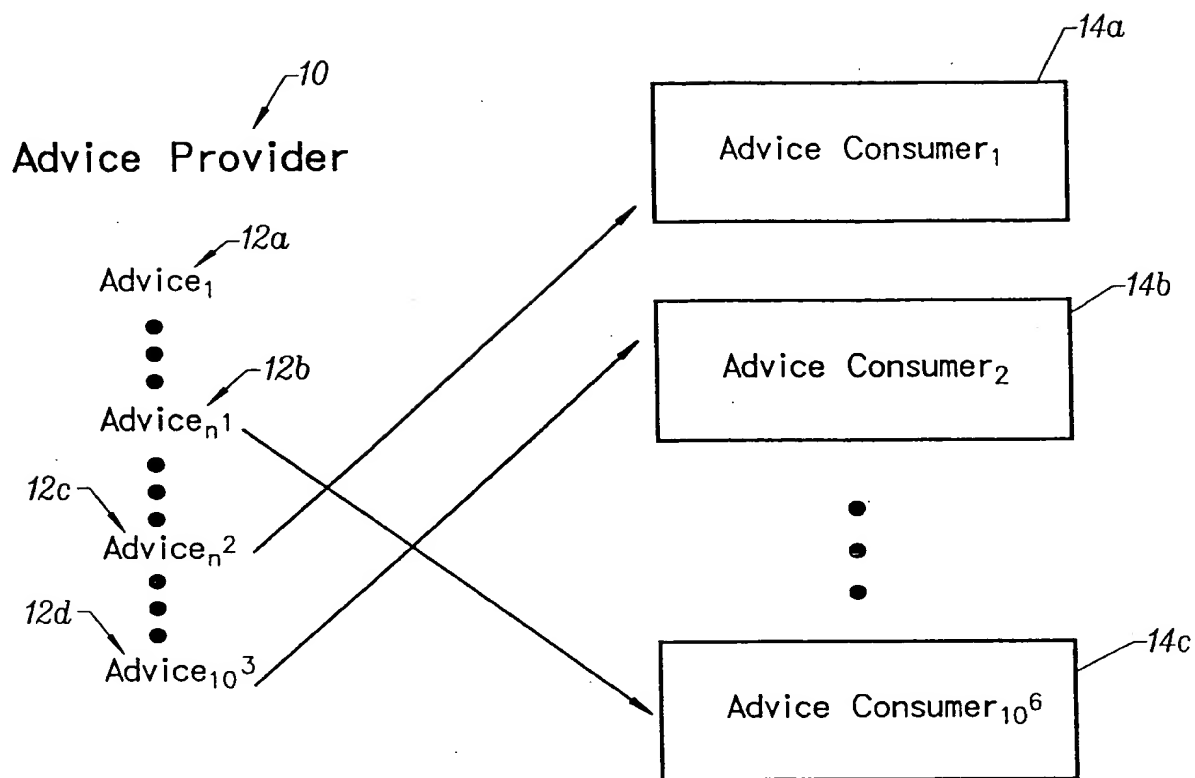 10
Advice Provider
12a
Advice₁
12b
Adviceₙ1
12c
Adviceₙ2
12d
Advice₁₀3
14a
Advice Consumer₁
14b
Advice Consumer₂
14c
Advice Consumer₁₀6